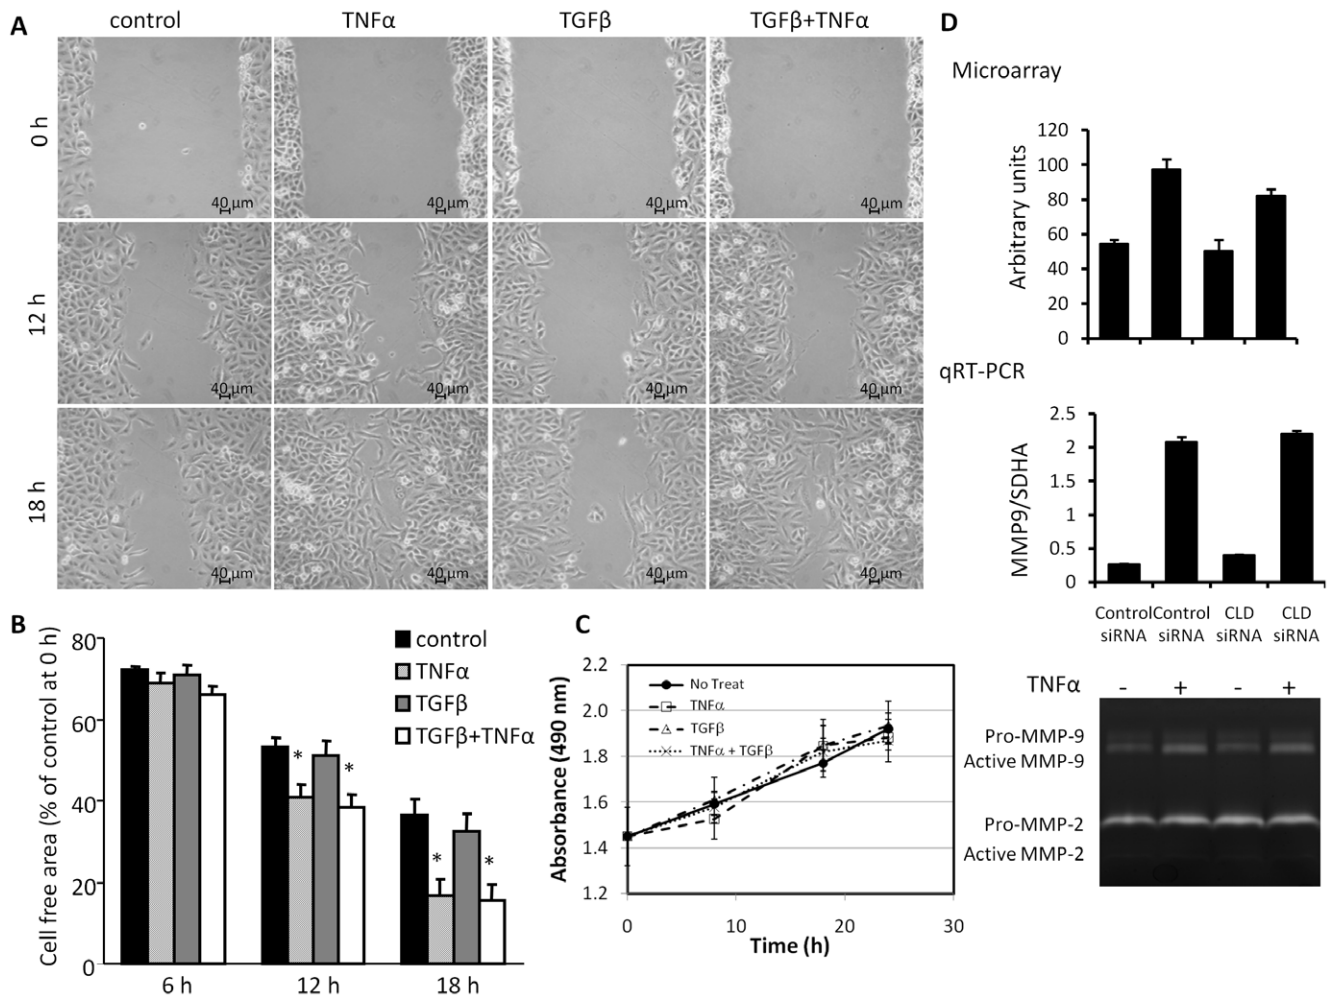 A
control
TNFα
TGFβ
TGFβ+TNFα
0 h
40 µm
40 µm
40 µm
40 µm
12 h
40 µm
40 µm
40 µm
40 µm
18 h
40 µm
40 µm
40 µm
40 µm
B
Cell free area (% of control at 0 h)
80
60
40
20
0
control
TNFα
TGFβ
TGFβ+TNFα
*
*
*
*
6 h
12 h
18 h
C
Absorbance (490 nm)
2.2
2.0
1.8
1.6
1.4
1.2
No Treat
TNFα
TGFβ
TNFα + TGFβ
0
10
20
30
Time (h)
D
Microarray
Arbitrary units
120
100
80
60
40
20
0
qRT-PCR
MMP9/SDHA
2.5
2
1.5
1
0.5
0
Control siRNA
Control siRNA
CLD siRNA
CLD siRNA
TNFα - + - +
Pro-MMP-9
Active MMP-9
Pro-MMP-2
Active MMP-2